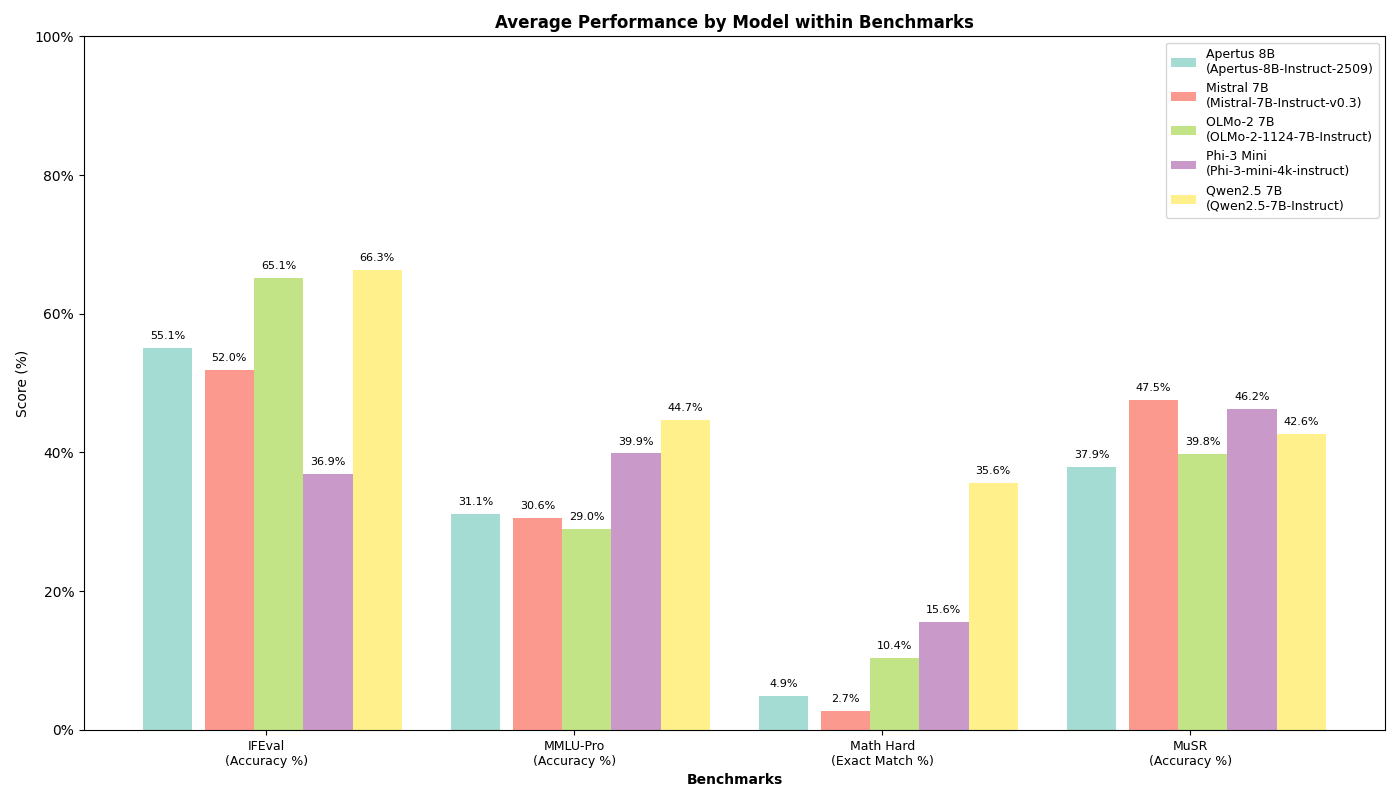 Average Performance by Model within Benchmarks
Score (%)
100%
80%
60%
40%
20%
0%
Apertus 8B
(Apertus-8B-Instruct-2509)
Mistral 7B
(Mistral-7B-Instruct-v0.3)
OLMo-2 7B
(OLMo-2-1124-7B-Instruct)
Phi-3 Mini
(Phi-3-mini-4k-instruct)
Qwen2.5 7B
(Qwen2.5-7B-Instruct)
55.1%
52.0%
65.1%
36.9%
66.3%
31.1%
30.6%
29.0%
39.9%
44.7%
4.9%
2.7%
10.4%
15.6%
35.6%
37.9%
47.5%
39.8%
46.2%
42.6%
IFEval
(Accuracy %)
MMLU-Pro
(Accuracy %)
Math Hard
(Exact Match %)
MuSR
(Accuracy %)
Benchmarks